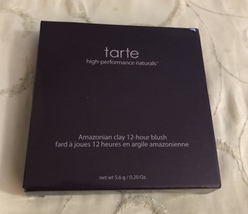 tarte
high-performance naturals™
Amazonian clay 12-hour blush
fard à joues 12 heures en argile amazonienne
net wt 5.6 g / 0.20 Oz.